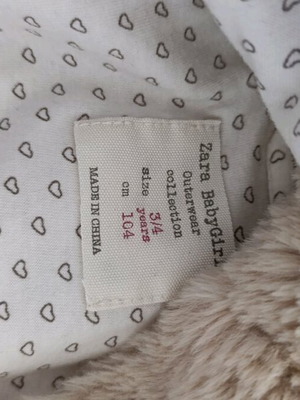 Zara BabyGirl
Outerwear
collection
size 3/4 years
cm 104
MADE IN CHINA